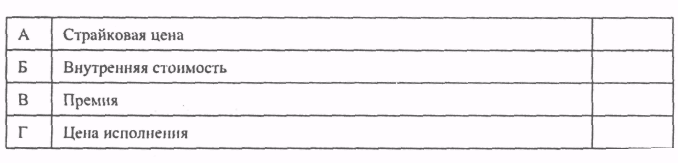 А Страйковая цена
Б Внутренняя стоимость
В Премия
Г Цена исполнения